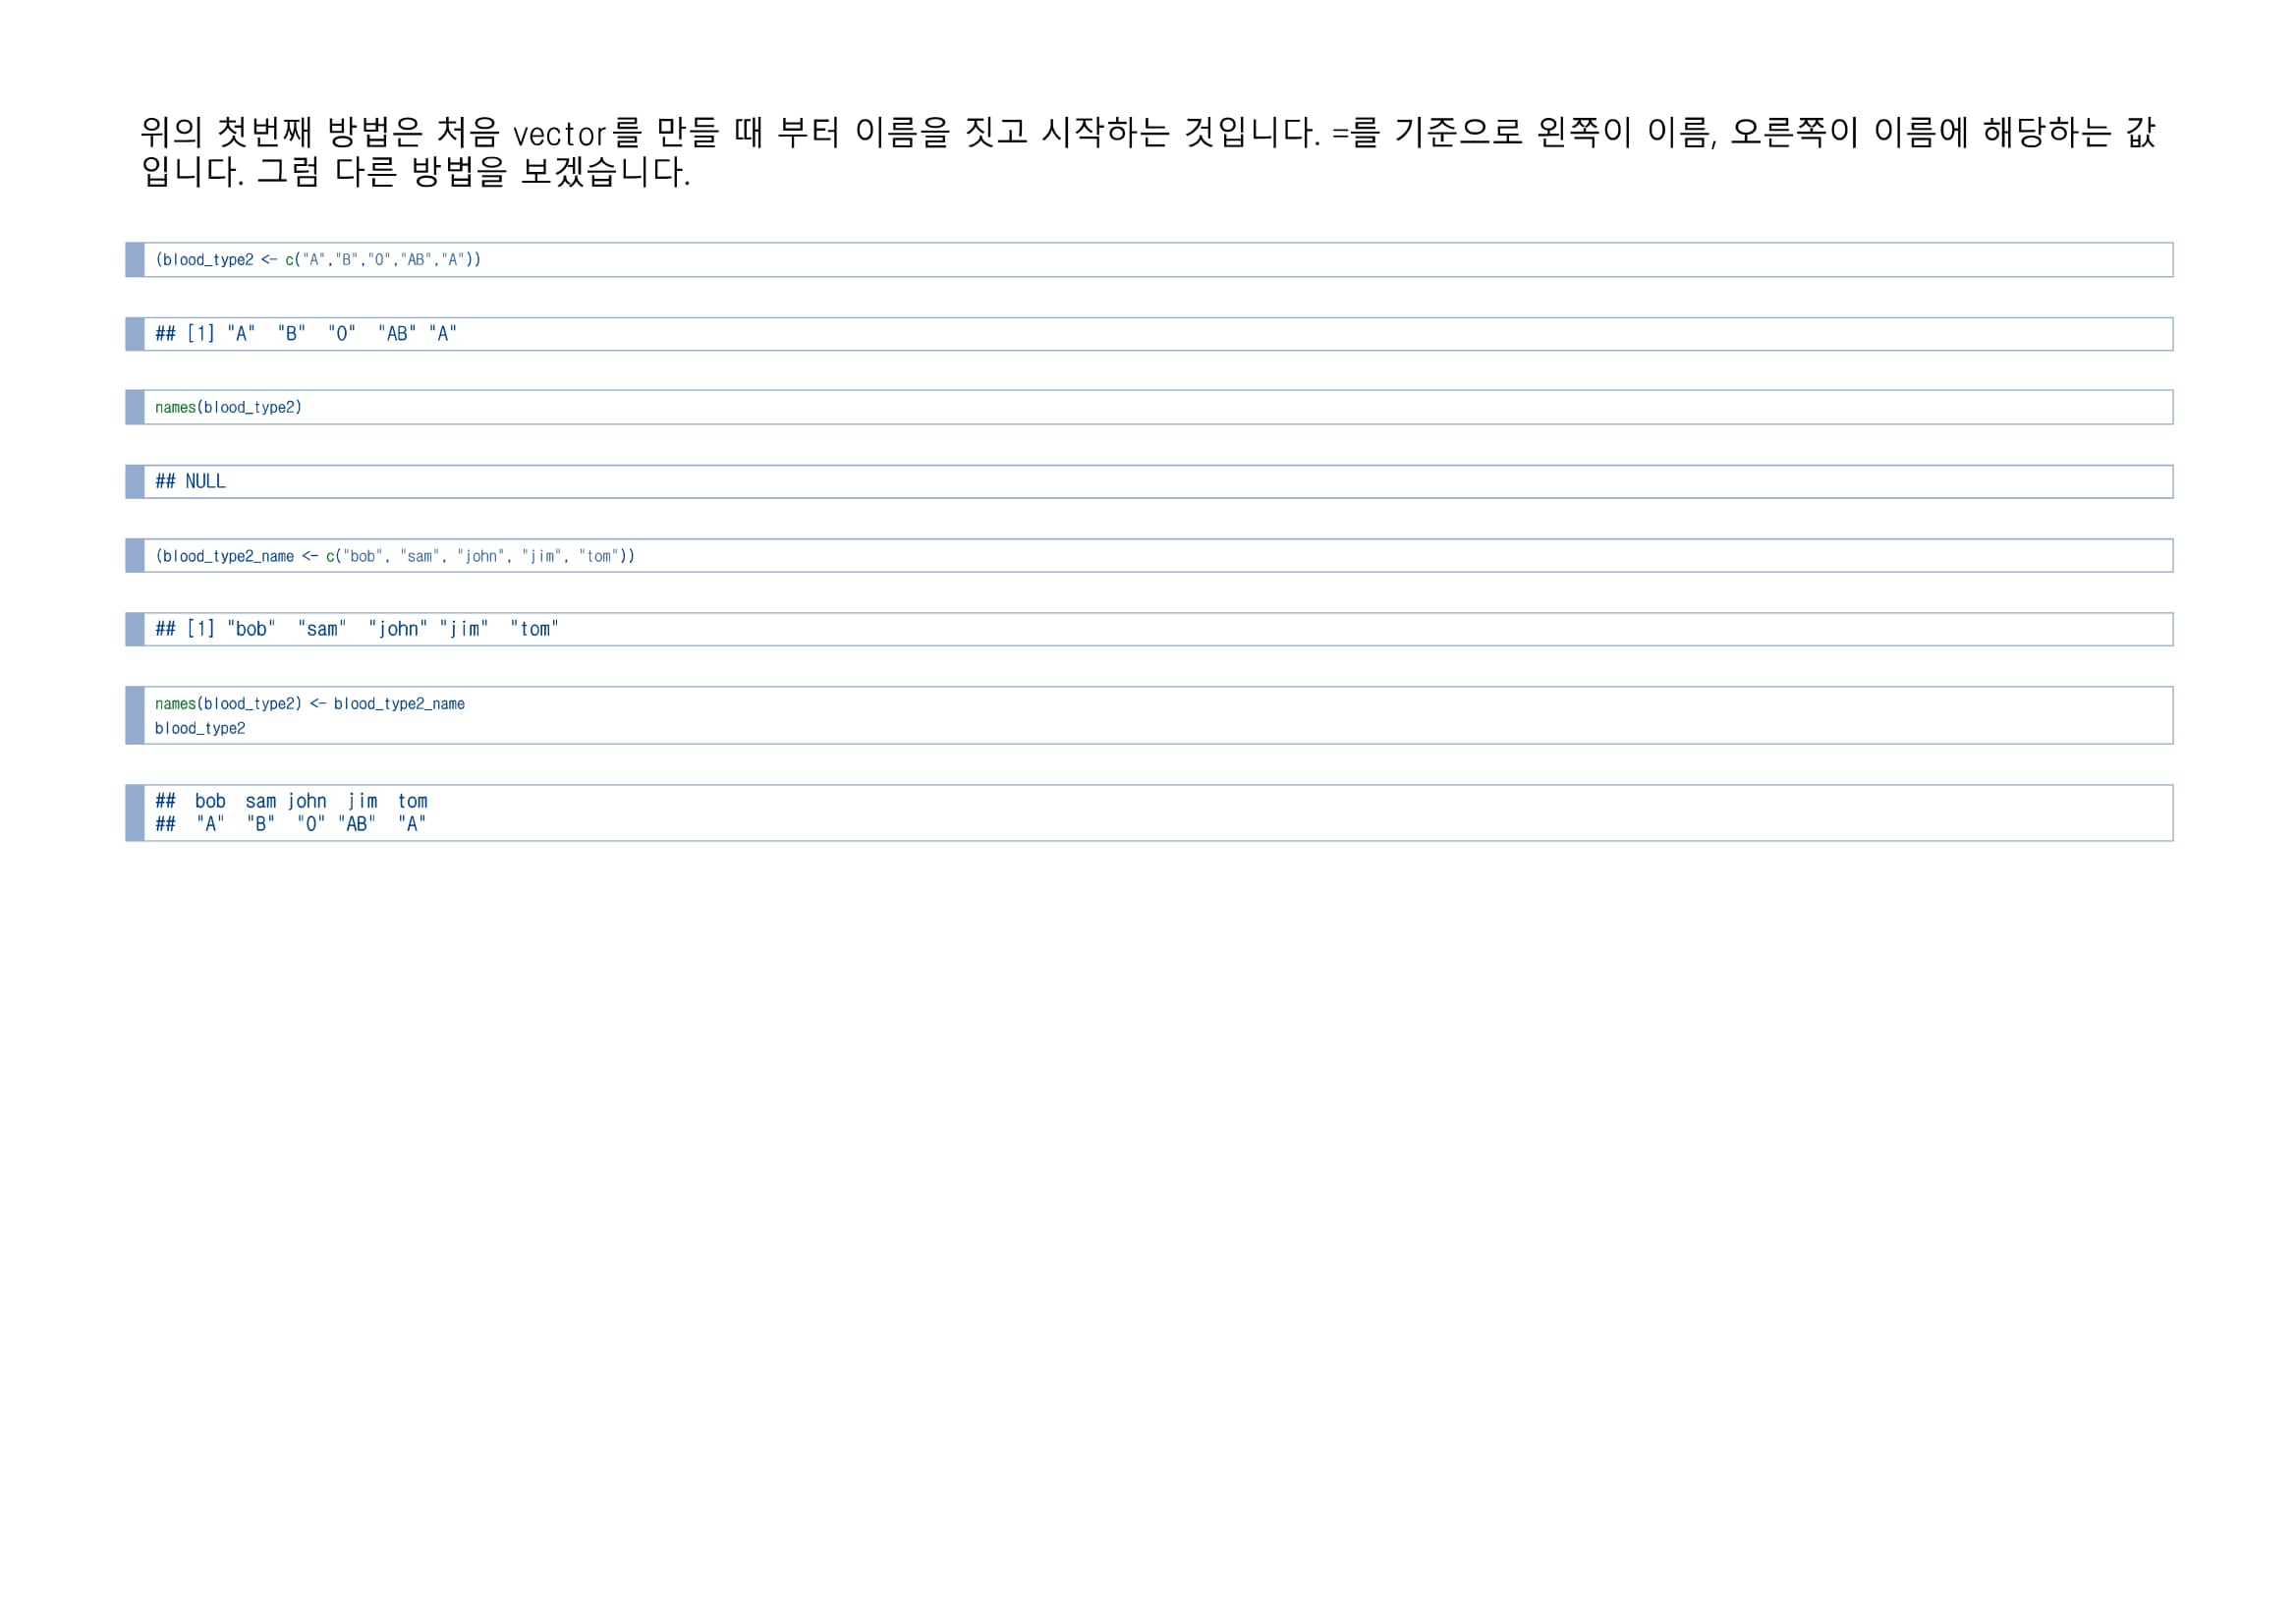 위의 첫번째 방법은 처음 vector를 만들 때 부터 이름을 짓고 시작하는 것입니다. =를 기준으로 왼쪽이 이름, 오른쪽이 이름에 해당하는 값
입니다. 그럼 다른 방법을 보겠습니다.
(blood_type2 <- c("A","B","O","AB","A"))
## [1] "A"  "B"  "O"  "AB" "A"
names(blood_type2)
## NULL
(blood_type2_name <- c("bob", "sam", "john", "jim", "tom"))
## [1] "bob"  "sam"  "john" "jim"  "tom"
names(blood_type2) <- blood_type2_name
blood_type2
##  bob  sam john  jim  tom
##  "A"  "B"  "O" "AB"  "A"